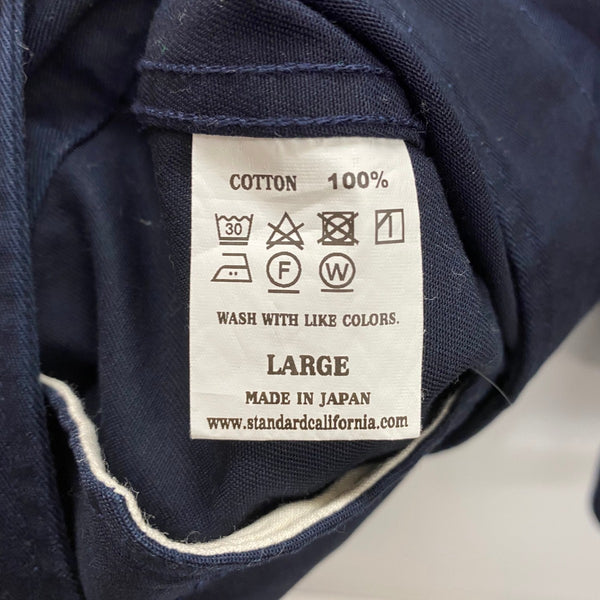 COTTON 100%
30
F W
WASH WITH LIKE COLORS.
LARGE
MADE IN JAPAN
www.standardcalifornia.com